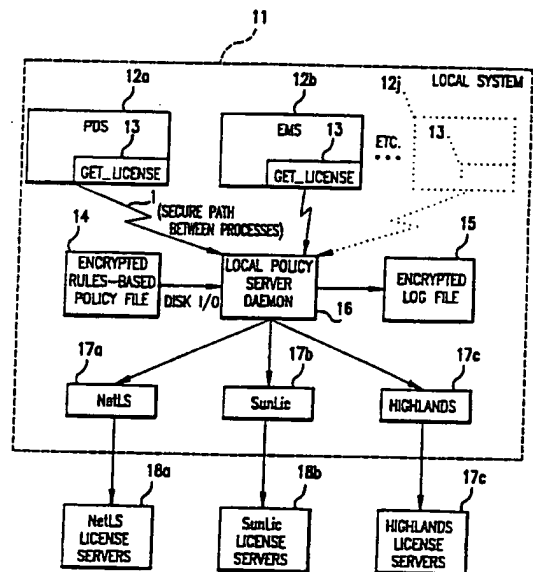 11
12a
12b
12j
LOCAL SYSTEM
PDS
13
GET_LICENSE
EMS
13
GET_LICENSE
ETC.
13
1
(SECURE PATH
BETWEEN PROCESSES)
14
ENCRYPTED
RULES-BASED
POLICY FILE
DISK I/O
LOCAL POLICY
SERVER
DAEMON
16
15
ENCRYPTED
LOG FILE
17a
NetLS
17b
SunLic
17c
HIGHLANDS
18a
NetLS
LICENSE
SERVERS
18b
SunLic
LICENSE
SERVERS
17c
HIGHLANDS
LICENSE
SERVERS